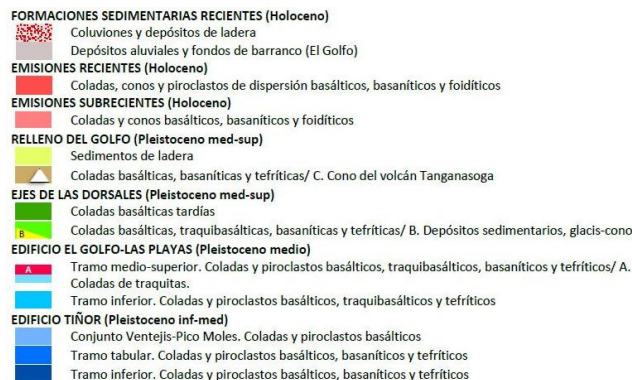 FORMACIONES SEDIMENTARIAS RECIENTES (Holoceno)
Coluviones y depósitos de ladera
Depósitos aluviales y fondos de barranco (El Golfo)
EMISIONES RECIENTES (Holoceno)
Coladas, conos y piroclastos de dispersión basálticos, basaníticos y foidíticos
EMISIONES SUBRECIENTES (Holoceno)
Coladas y conos basálticos, basaníticos y foidíticos
RELLENO DEL GOLFO (Pleistoceno med-sup)
Sedimentos de ladera
Coladas basálticas, basaníticas y tefríticas/ C. Cono del volcán Tanganasoga
EJES DE LAS DORSALES (Pleistoceno med-sup)
Coladas basálticas tardías
B Coladas basálticas, traquibasálticas, basaníticas y tefríticas/ B. Depósitos sedimentarios, glacis-cono
EDIFICIO EL GOLFO-LAS PLAYAS (Pleistoceno medio)
A Tramo medio-superior. Coladas y piroclastos basálticos, traquibasálticos, basaníticos y tefríticos/ A.
Coladas de traquitas.
Tramo inferior. Coladas y piroclastos basálticos, traquibasálticos y tefríticos
EDIFICIO TIÑOR (Pleistoceno inf-med)
Conjunto Ventejis-Pico Moles. Coladas y piroclastos basálticos
Tramo tabular. Coladas y piroclastos basálticos, basaníticos y tefríticos
Tramo inferior. Coladas y piroclastos basálticos, basaníticos y tefríticos